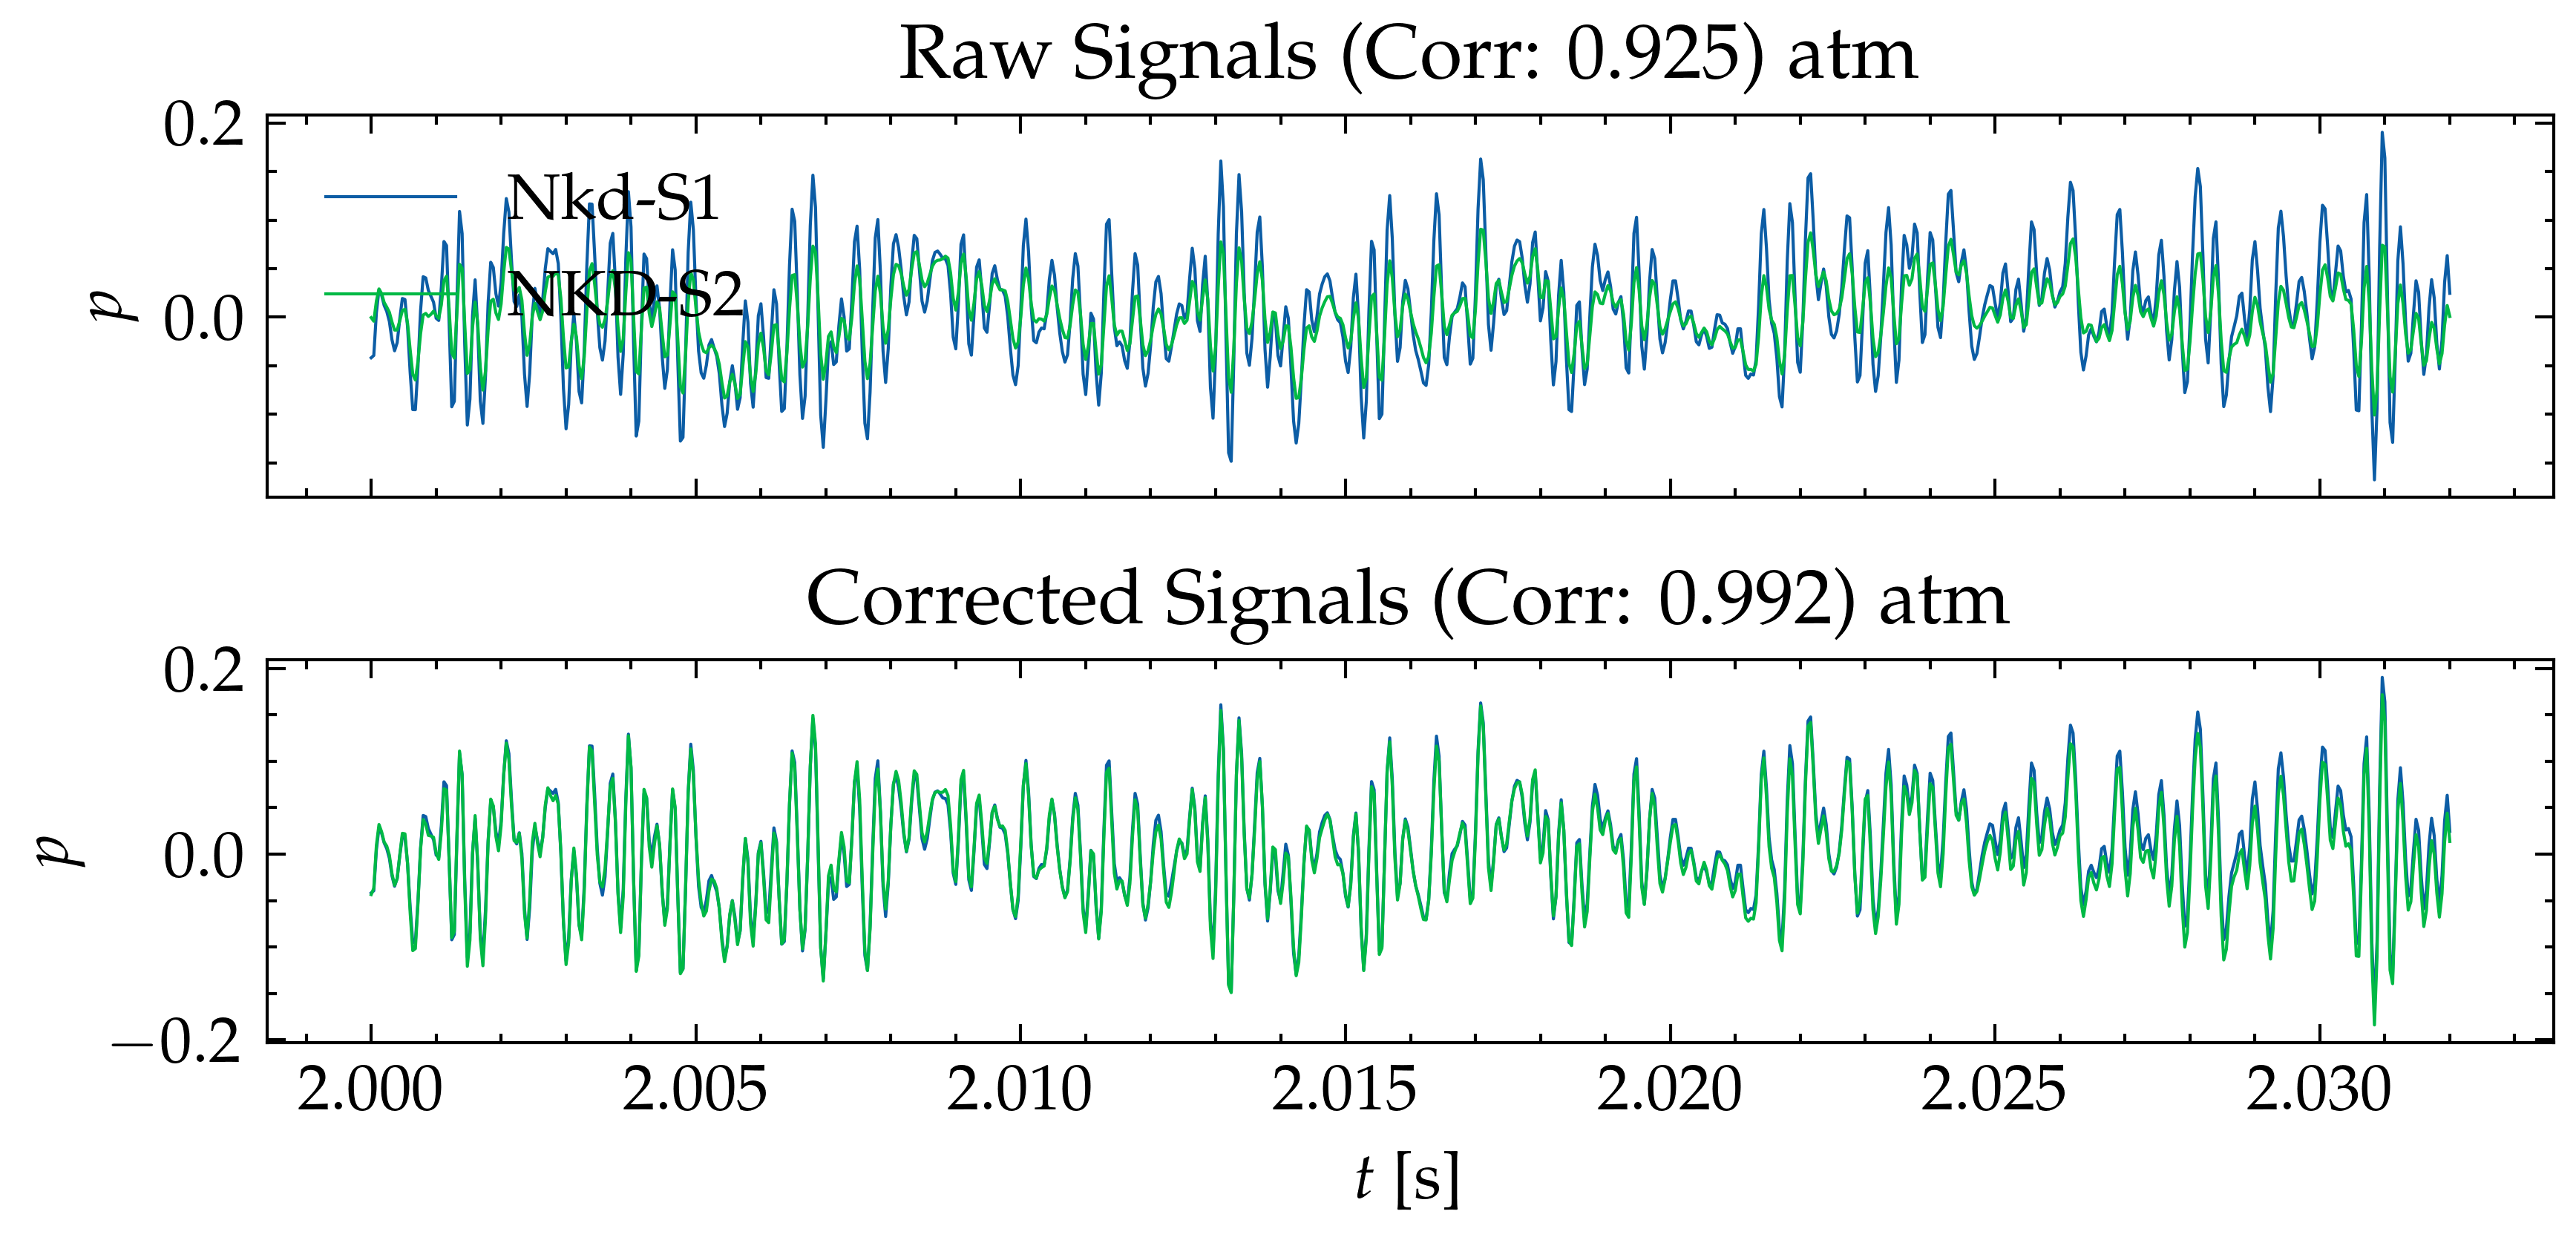 Raw Signals (Corr: 0.925) atm
0.2
Nkd-S1
NKD-S2
p
0.0
Corrected Signals (Corr: 0.992) atm
0.2
p
0.0
−0.2
2.000 2.005 2.010 2.015 2.020 2.025 2.030
t [s]